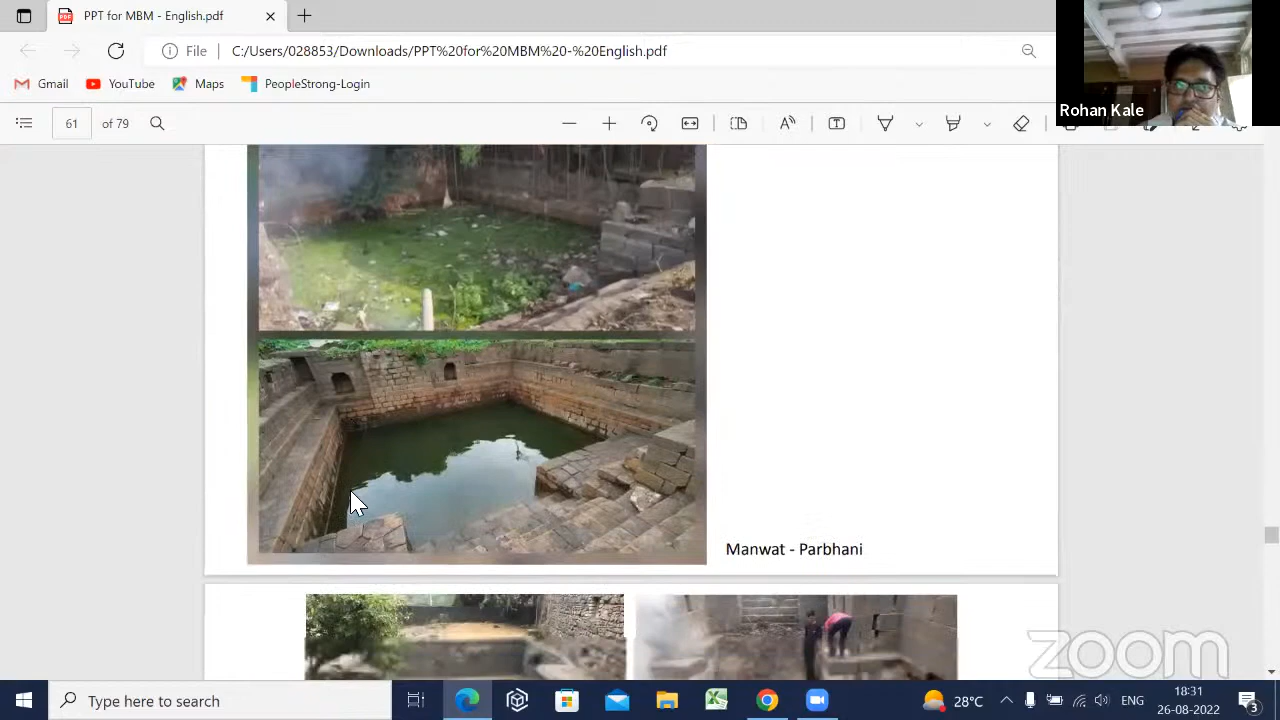 PPT for MBM - English.pdf
File
C:/Users/028853/Downloads/PPT%20for%20MBM%20-%20English.pdf
Gmail
YouTube
Maps
PeopleStrong-Login
Rohan Kale
61
of 79
Manwat - Parbhani
zoom
Type here to search
28°C
ENG
18:31
26-08-2022
3